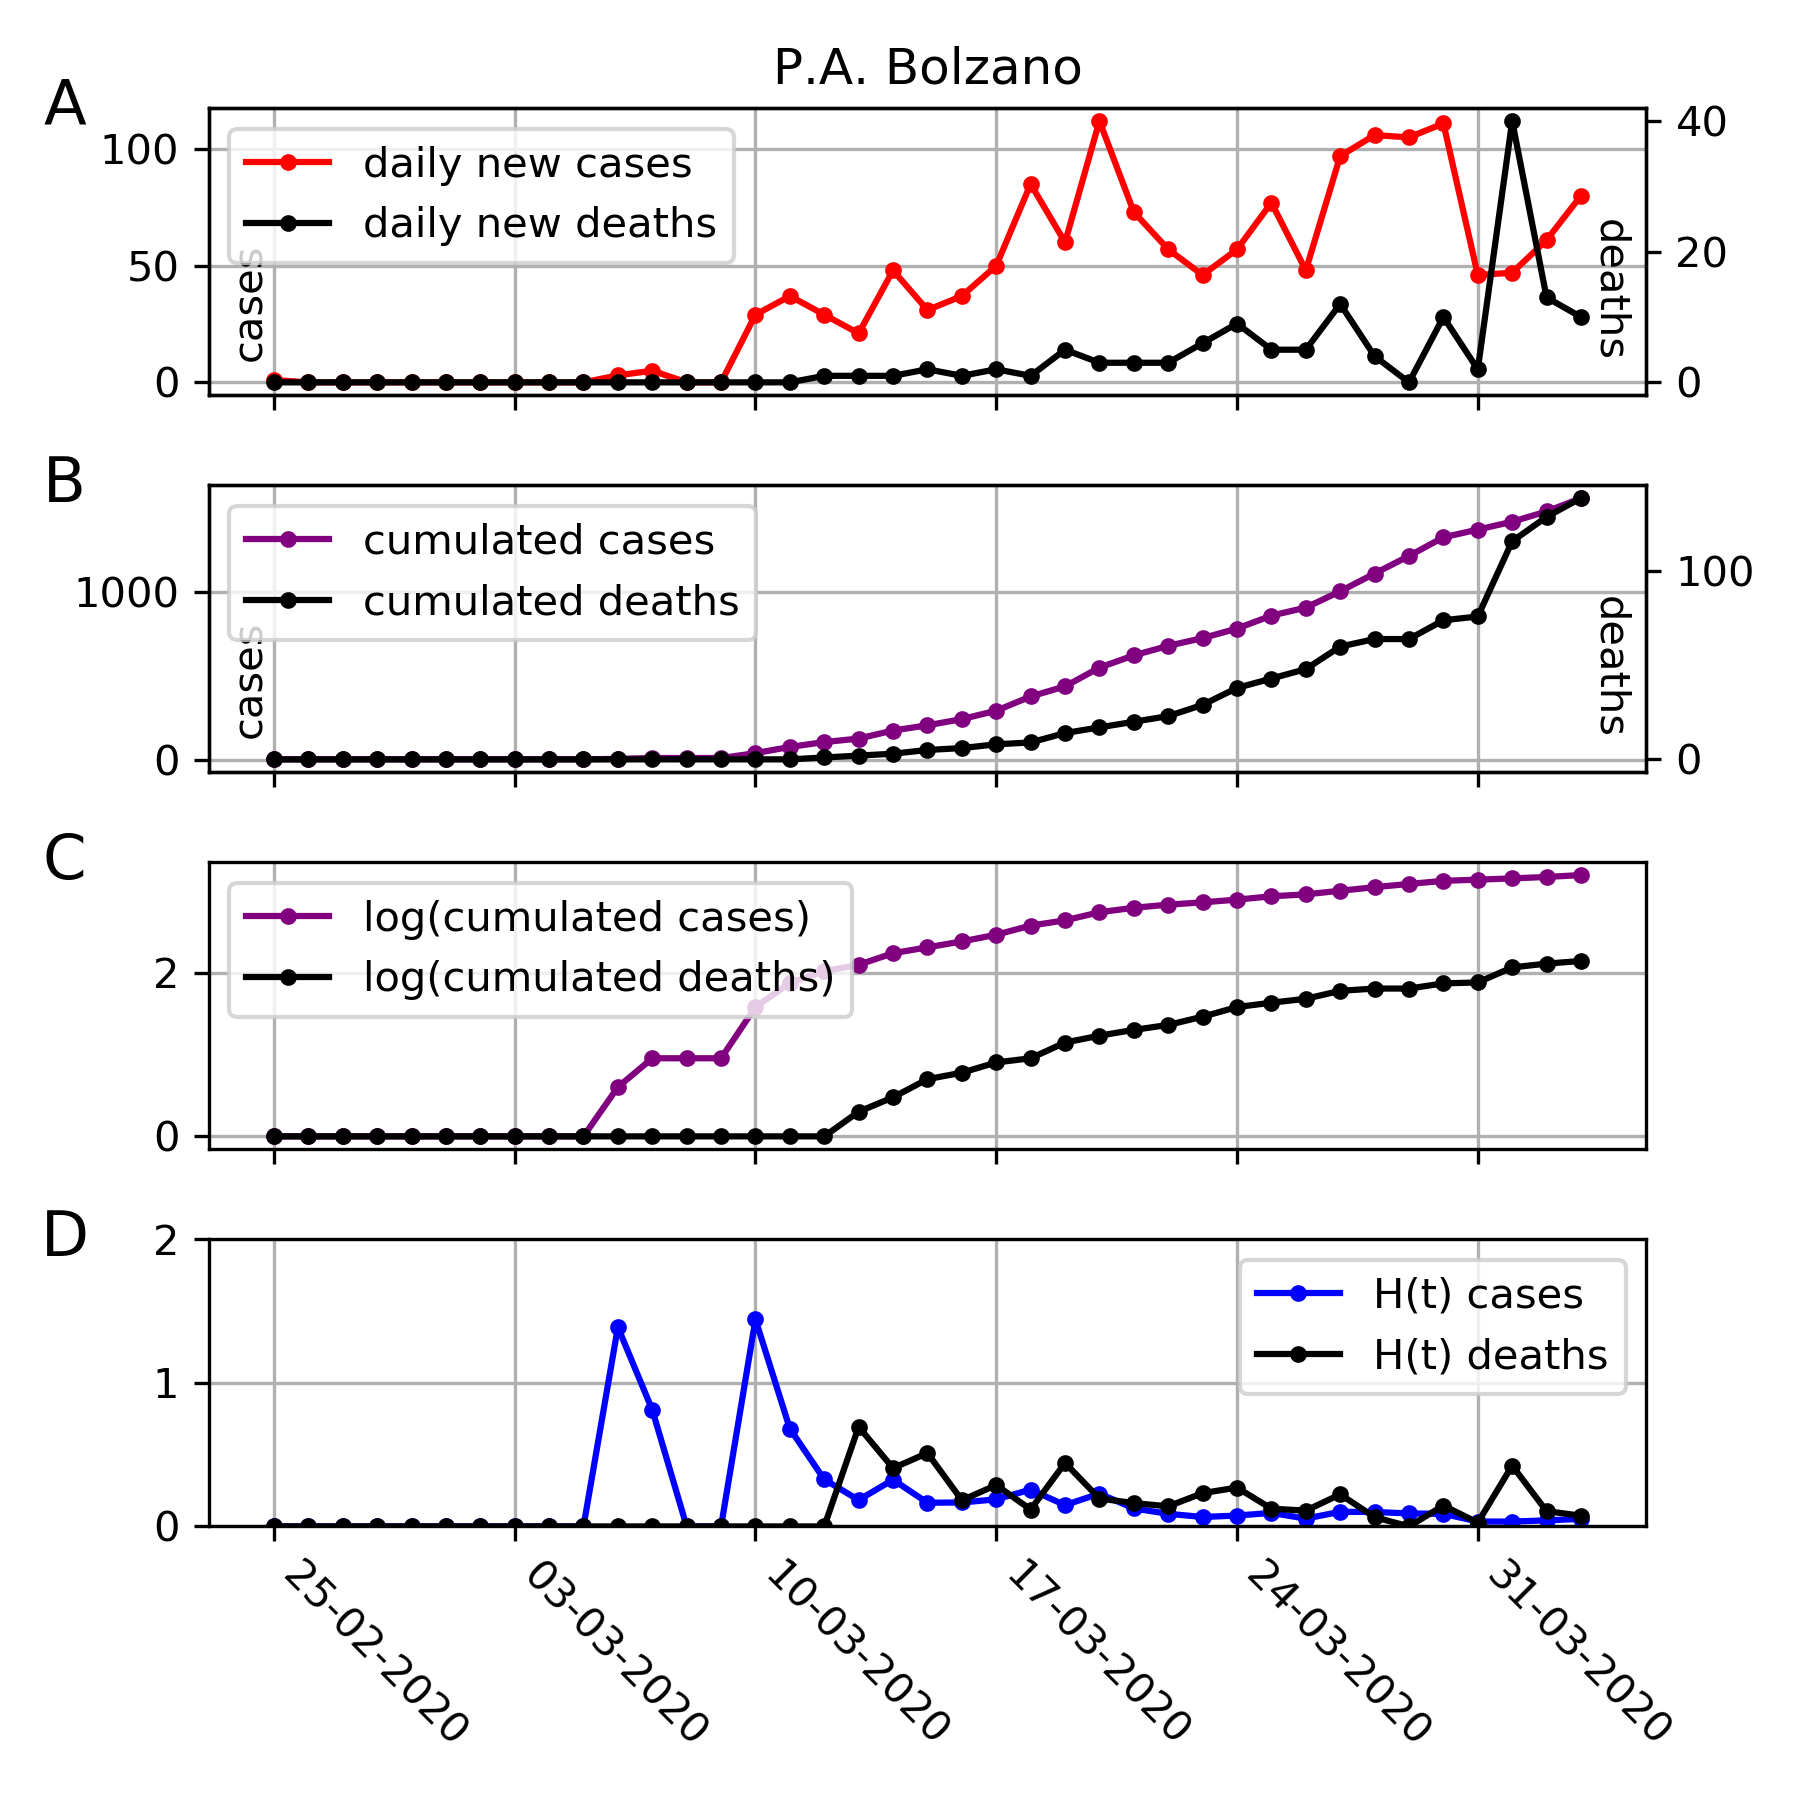 P.A. Bolzano
A
100
50
0
cases
daily new cases
daily new deaths
40
20
0
deaths
B
1000
0
cases
cumulated cases
cumulated deaths
100
0
deaths
C
2
0
log(cumulated cases)
log(cumulated deaths)
D
2
1
0
H(t) cases
H(t) deaths
25-02-2020
03-03-2020
10-03-2020
17-03-2020
24-03-2020
31-03-2020